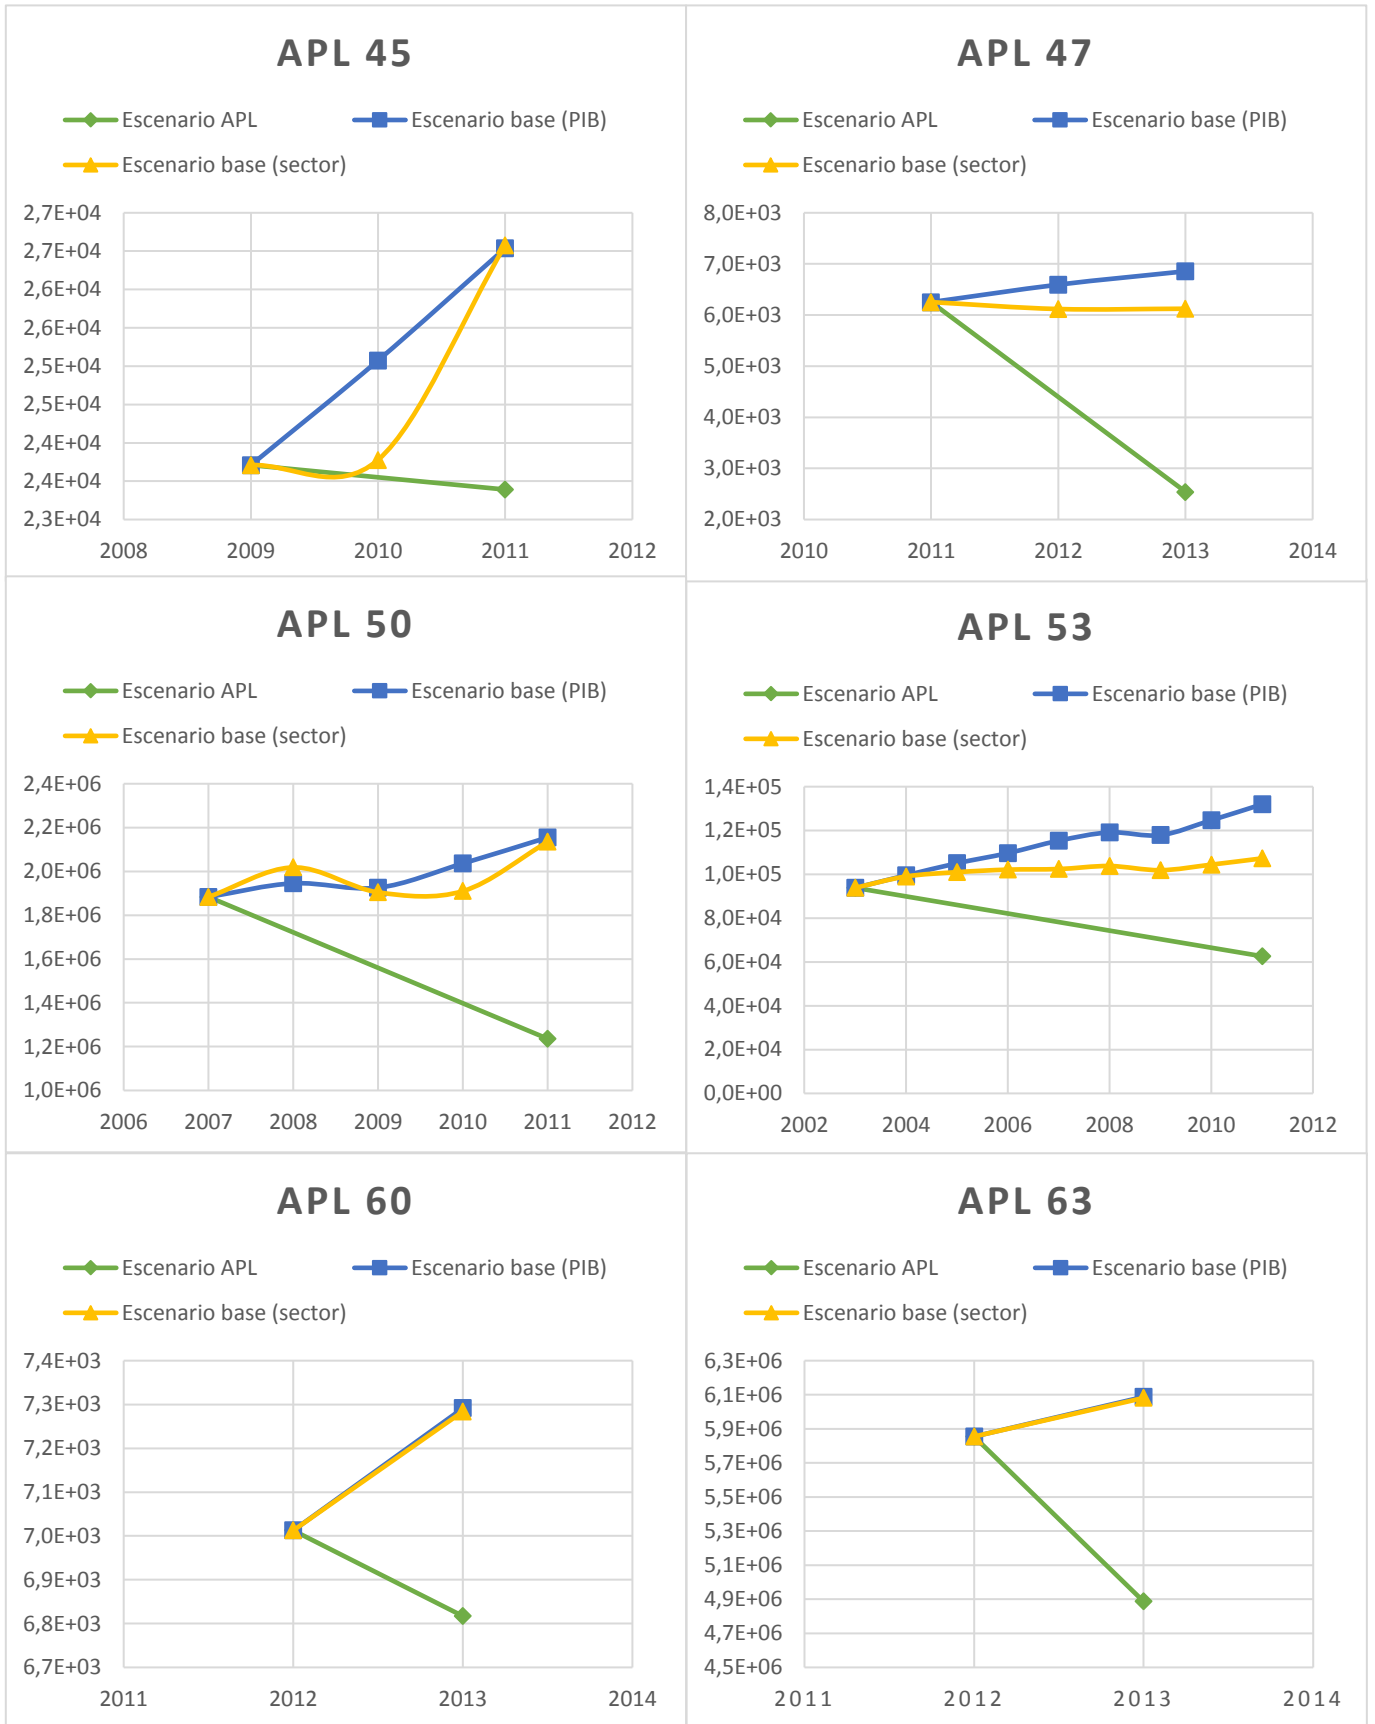 APL 45
Escenario APL
Escenario base (PIB)
Escenario base (sector)
2,7E+04
2,7E+04
2,6E+04
2,6E+04
2,5E+04
2,5E+04
2,4E+04
2,4E+04
2,3E+04
2008 2009 2010 2011 2012
APL 47
Escenario APL
Escenario base (PIB)
Escenario base (sector)
8,0E+03
7,0E+03
6,0E+03
5,0E+03
4,0E+03
3,0E+03
2,0E+03
2010 2011 2012 2013 2014
APL 50
Escenario APL
Escenario base (PIB)
Escenario base (sector)
2,4E+06
2,2E+06
2,0E+06
1,8E+06
1,6E+06
1,4E+06
1,2E+06
1,0E+06
2006 2007 2008 2009 2010 2011 2012
APL 53
Escenario APL
Escenario base (PIB)
Escenario base (sector)
1,4E+05
1,2E+05
1,0E+05
8,0E+04
6,0E+04
4,0E+04
2,0E+04
0,0E+00
2002 2004 2006 2008 2010 2012
APL 60
Escenario APL
Escenario base (PIB)
Escenario base (sector)
7,4E+03
7,3E+03
7,2E+03
7,1E+03
7,0E+03
6,9E+03
6,8E+03
6,7E+03
2011 2012 2013 2014
APL 63
Escenario APL
Escenario base (PIB)
Escenario base (sector)
6,3E+06
6,1E+06
5,9E+06
5,7E+06
5,5E+06
5,3E+06
5,1E+06
4,9E+06
4,7E+06
4,5E+06
2011 2012 2013 2014